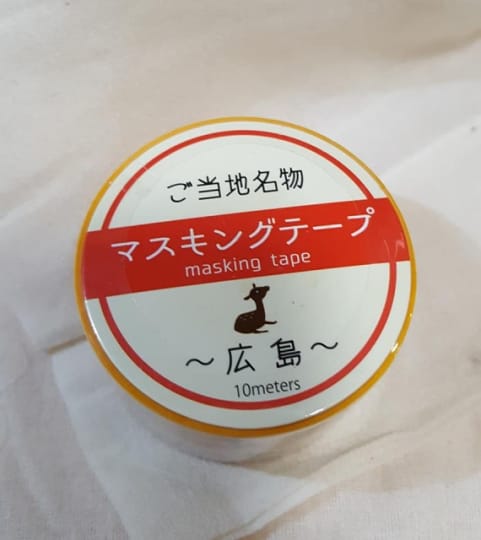 ご当地名物
マスキングテープ
masking tape
～広島～
10meters